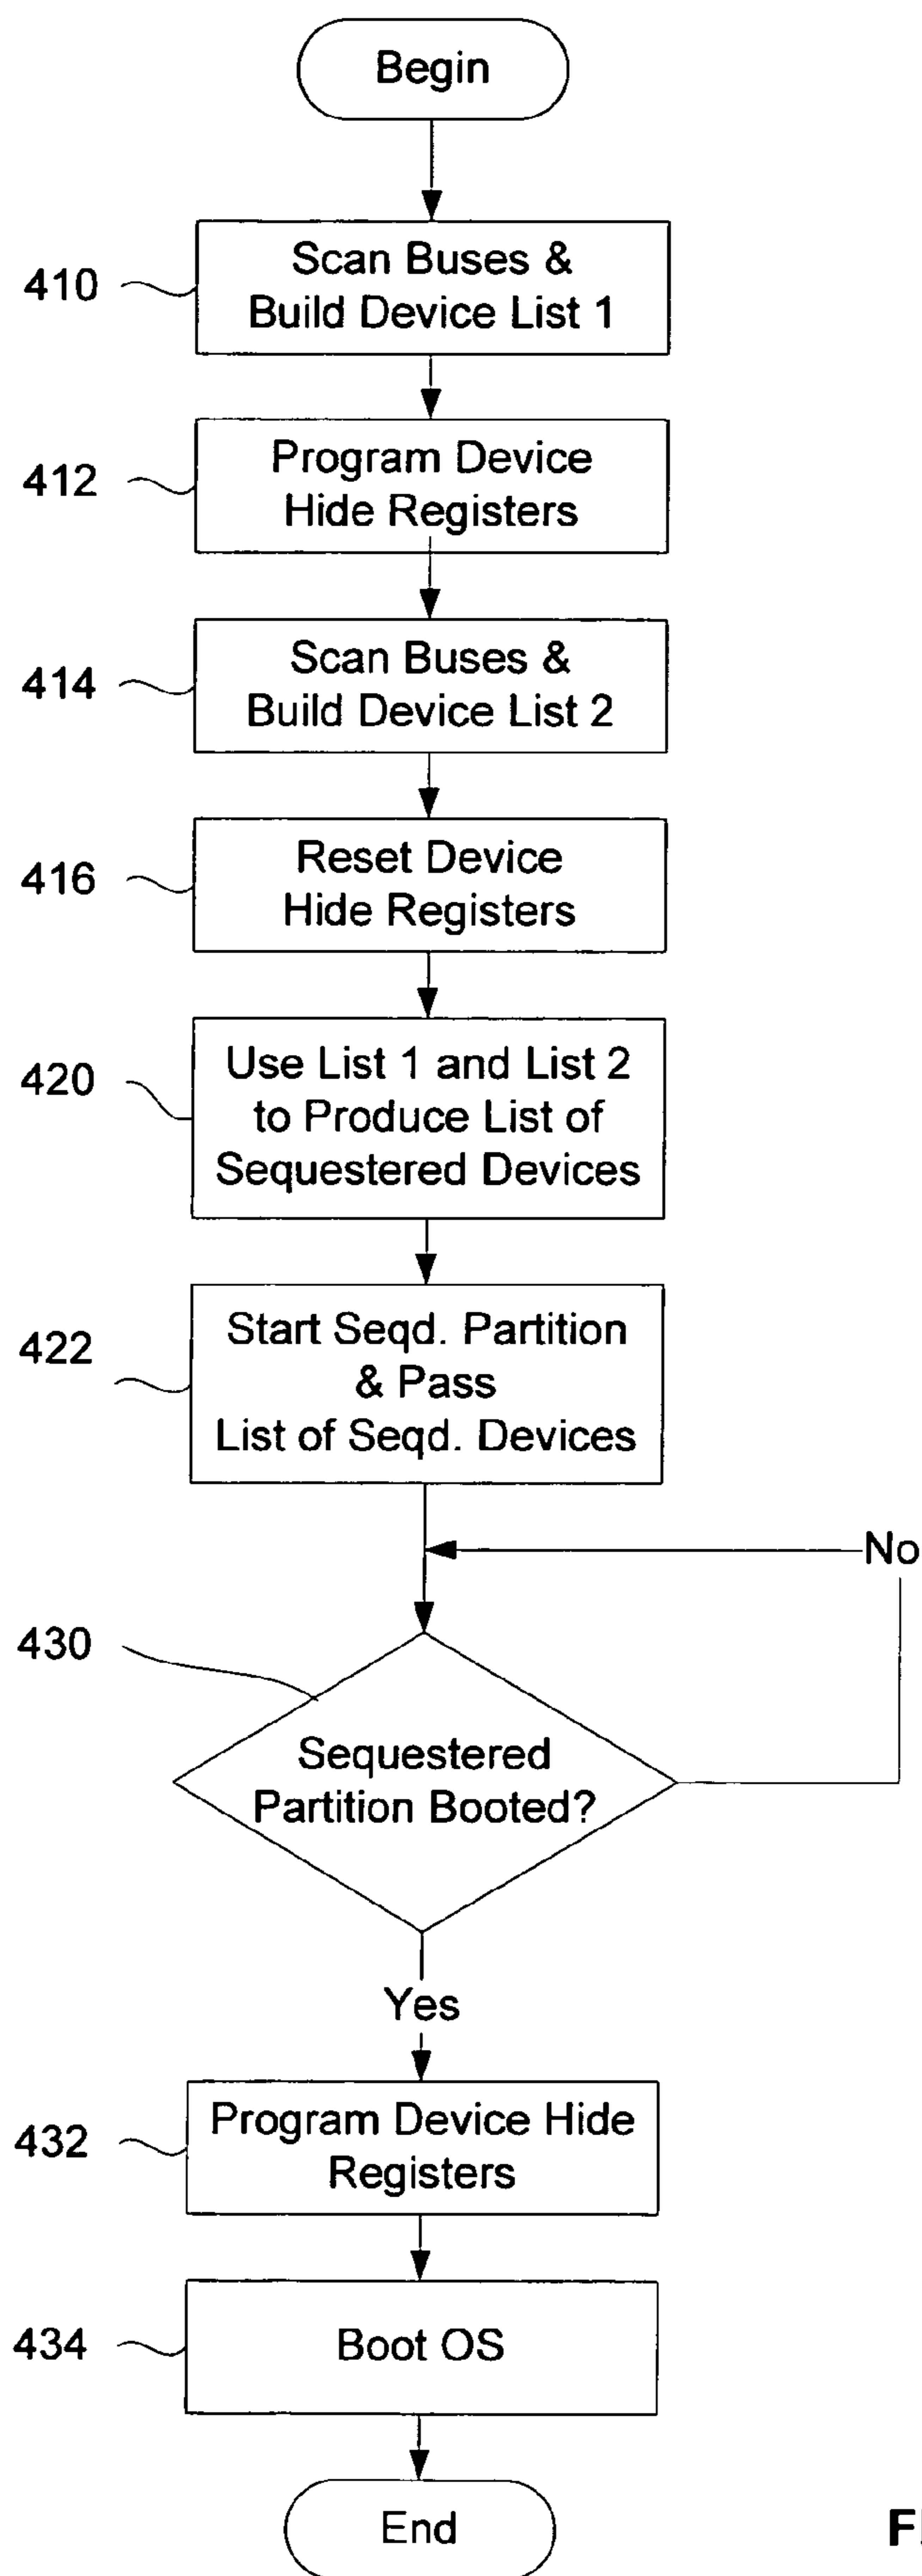 Begin
410
Scan Buses &
Build Device List 1
412
Program Device
Hide Registers
414
Scan Buses &
Build Device List 2
416
Reset Device
Hide Registers
420
Use List 1 and List 2
to Produce List of
Sequestered Devices
422
Start Seqd. Partition
& Pass
List of Seqd. Devices
No
430
Sequestered
Partition Booted?
Yes
432
Program Device Hide
Registers
434
Boot OS
End